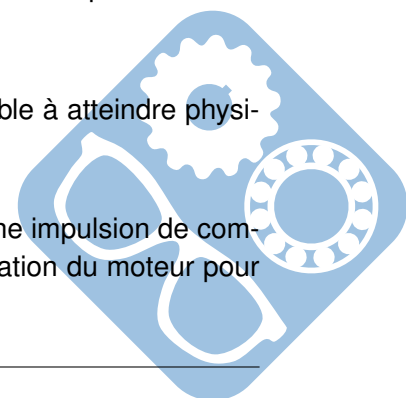 ble à atteindre physi-
ne impulsion de com-
ation du moteur pour